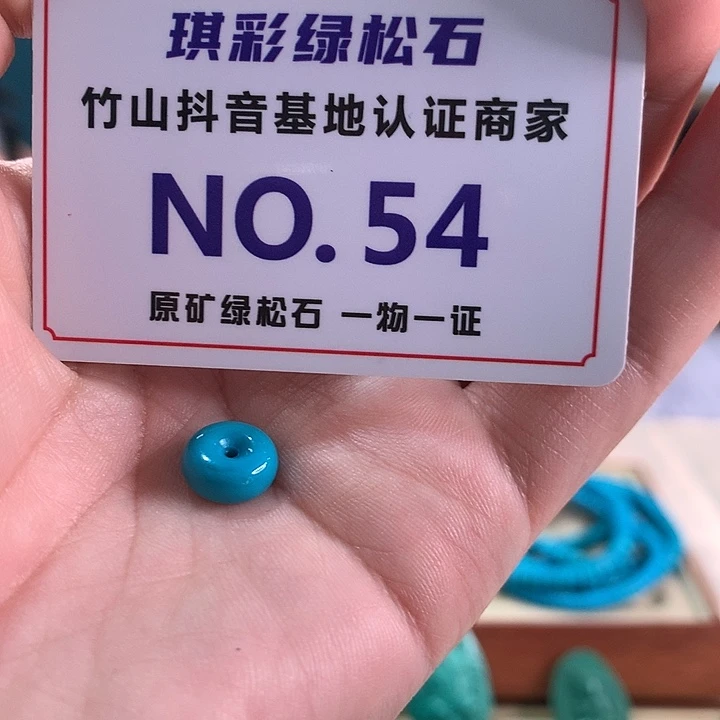 琪彩绿松石
竹山抖音基地认证商家
NO. 54
原矿绿松石 一物一证